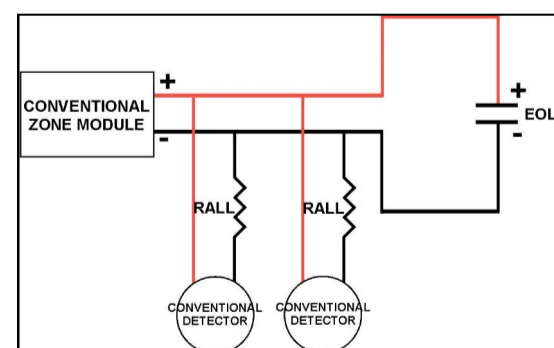 CONVENTIONAL
ZONE MODULE
+
-
+
EOL
-
RALL
RALL
CONVENTIONAL
DETECTOR
CONVENTIONAL
DETECTOR